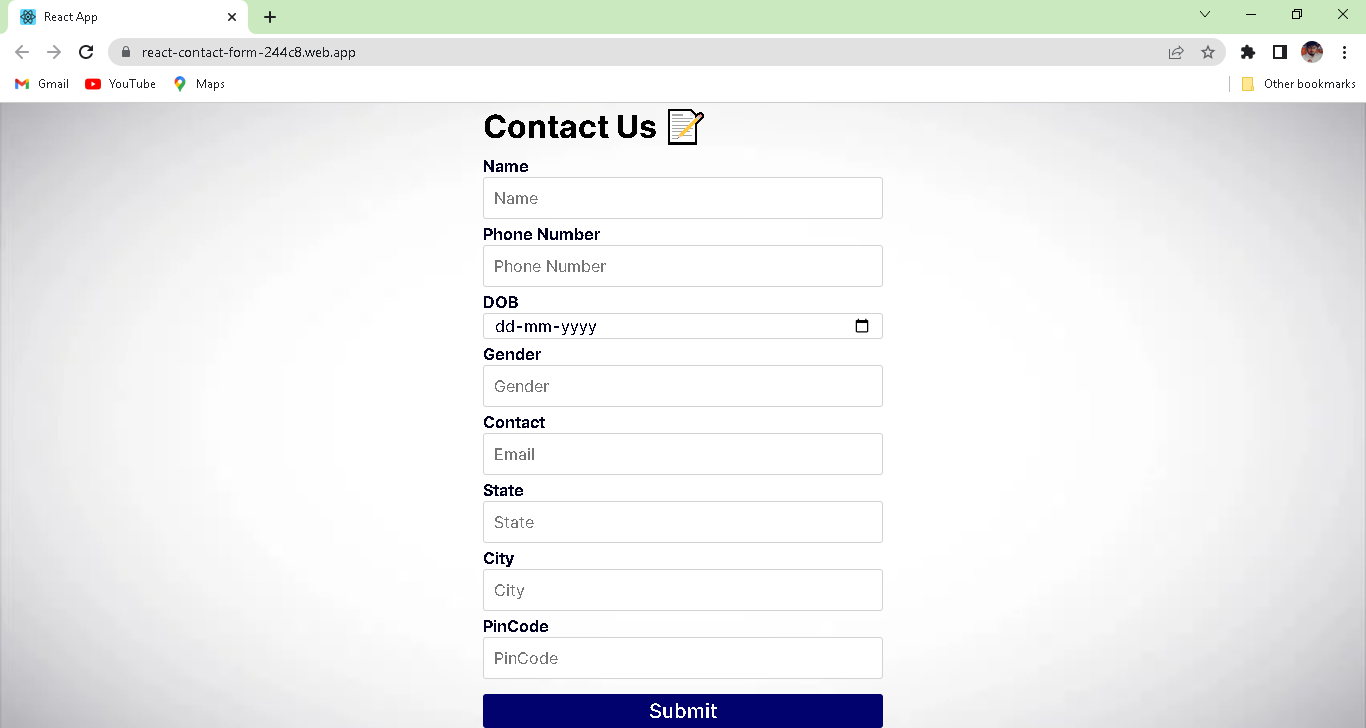 React App
react-contact-form-244c8.web.app
Gmail YouTube Maps Other bookmarks
Contact Us 📝
Name
Name
Phone Number
Phone Number
DOB
dd-mm-yyyy
Gender
Gender
Contact
Email
State
State
City
City
PinCode
PinCode
Submit